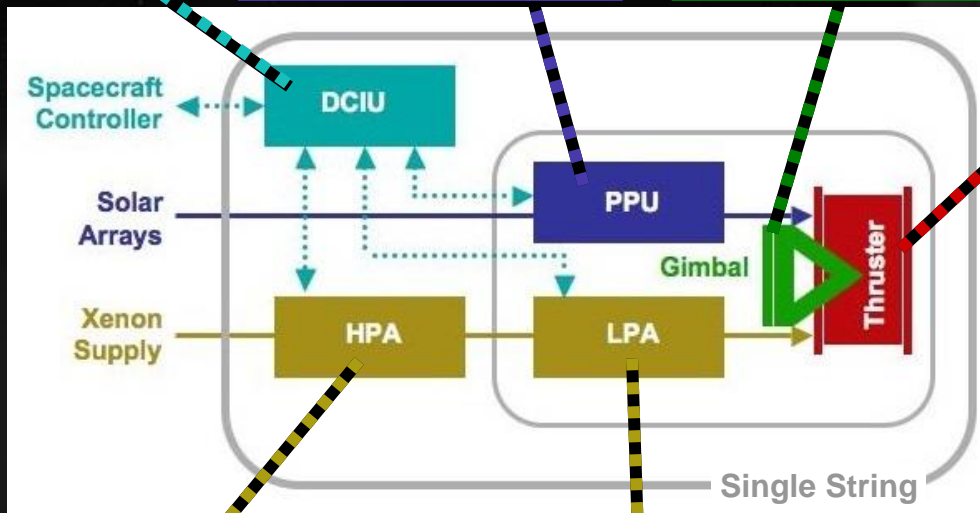 Spacecraft
Controller
DCIU
Solar
Arrays
PPU
Gimbal
Thruster
Xenon
Supply
HPA
LPA
Single String